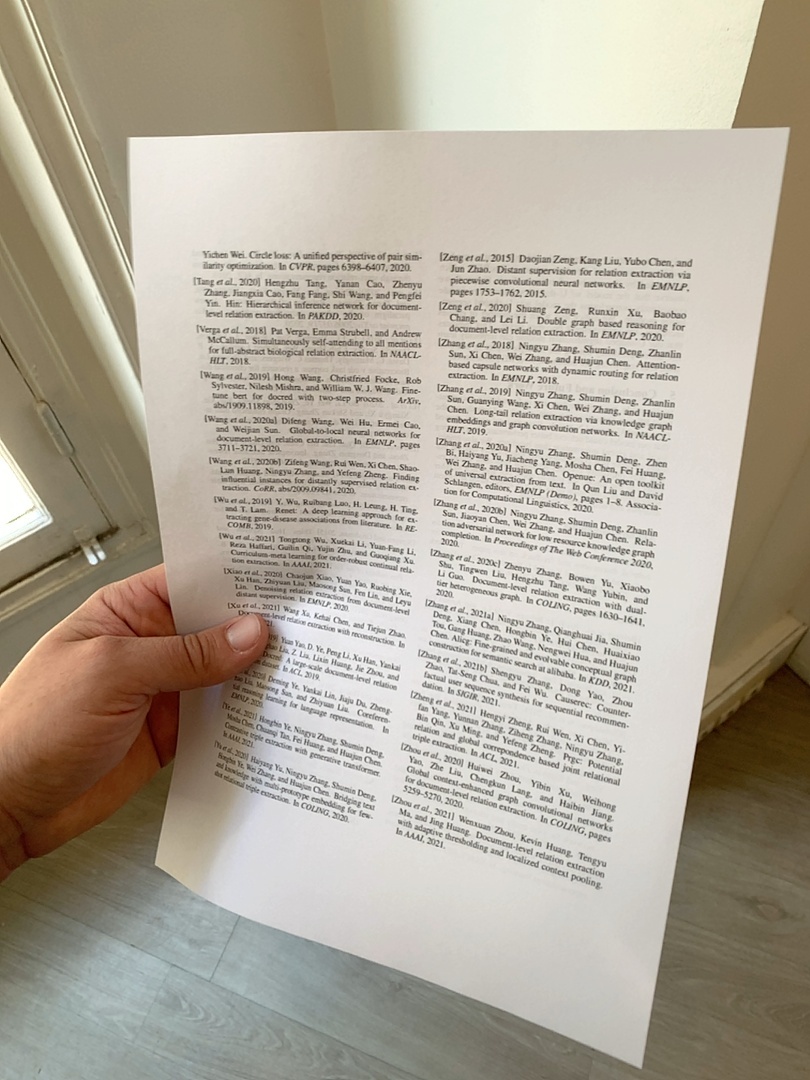 Yichen Wei. Circle loss: A unified perspective of pair sim-
ilarity optimization. In CVPR, pages 6398–6407, 2020.
[Tang et al., 2020] Hengzhu Tang, Yanan Cao, Zhenyu
Zhang, Jiangxia Cao, Fang Fang, Shi Wang, and Pengfei
Yin. Hin: Hierarchical inference network for document-
level relation extraction. In PAKDD, 2020.
[Verga et al., 2018] Pat Verga, Emma Strubell, and Andrew
McCallum. Simultaneously self-attending to all mentions
for full-abstract biological relation extraction. In NAACL-
HLT, 2018.
[Wang et al., 2019] Hong Wang, Christfried Focke, Rob
Sylvester, Nilesh Mishra, and William W. J. Wang. Fine-
tune bert for docred with two-step process. ArXiv,
abs/1909.11898, 2019.
[Wang et al., 2020a] Difeng Wang, Wei Hu, Ermei Cao,
and Weijian Sun. Global-to-local neural networks for
document-level relation extraction. In EMNLP, pages
3711–3721, 2020.
[Wang et al., 2020b] Zifeng Wang, Rui Wen, Xi Chen, Shao-
Lun Huang, Ningyu Zhang, and Yefeng Zheng. Finding
influential instances for distantly supervised relation ex-
traction. CoRR, abs/2009.09841, 2020.
[Wu et al., 2019] Y. Wu, Ruibang Luo, H. Leung, H. Ting,
and T. Lam. Renet: A deep learning approach for ex-
tracting gene-disease associations from literature. In RE-
COMB, 2019.
[Wu et al., 2021] Tongtong Wu, Xuekai Li, Yuan-Fang Li,
Reza Haffari, Guilin Qi, Yujin Zhu, and Guoqiang Xu.
Curriculum-meta learning for order-robust continual rela-
tion extraction. In AAAI, 2021.
[Xiao et al., 2020] Chaojun Xiao, Yuan Yao, Ruobing Xie,
Xu Han, Zhiyuan Liu, Maosong Sun, Fen Lin, and Leyu
Lin. Denoising relation extraction from document-level
distant supervision. In EMNLP, 2020.
[Xu et al., 2021] Wang Xu, Kehai Chen, and Tiejun Zhao.
Document-level relation extraction with reconstruction. In
Yuan Yao, D. Ye, Peng Li, Xu Han, Yankai
Z. Liu, Lixin Huang, Jie Zhou, and
A large-scale document-level relation
dataset. In ACL, 2019.
2020] Deming Ye, Yankai Lin, Jiaju Du, Zheng-
Liu, Maosong Sun, and Zhiyuan Liu. Coreferen-
reasoning learning for language representation. In
EMNLP, 2020.
[Ye et al., 2021] Hongbin Ye, Ningyu Zhang, Shumin Deng,
Mosha Chen, Chuanqi Tan, Fei Huang, and Huajun Chen.
Contrastive triple extraction with generative transformer.
In AAAI, 2021.
[Yu et al., 2020] Haiyang Yu, Ningyu Zhang, Shumin Deng,
Hongbin Ye, Wei Zhang, and Huajun Chen. Bridging text
and knowledge with multi-prototype embedding for few-
shot relational triple extraction. In COLING, 2020.
[Zeng et al., 2015] Daojian Zeng, Kang Liu, Yubo Chen, and
Jun Zhao. Distant supervision for relation extraction via
piecewise convolutional neural networks. In EMNLP,
pages 1753–1762, 2015.
[Zeng et al., 2020] Shuang Zeng, Runxin Xu, Baobao
Chang, and Lei Li. Double graph based reasoning for
document-level relation extraction. In EMNLP, 2020.
[Zhang et al., 2018] Ningyu Zhang, Shumin Deng, Zhanlin
Sun, Xi Chen, Wei Zhang, and Huajun Chen. Attention-
based capsule networks with dynamic routing for relation
extraction. In EMNLP, 2018.
[Zhang et al., 2019] Ningyu Zhang, Shumin Deng, Zhanlin
Sun, Guanying Wang, Xi Chen, Wei Zhang, and Huajun
Chen. Long-tail relation extraction via knowledge graph
embeddings and graph convolution networks. In NAACL-
HLT, 2019.
[Zhang et al., 2020a] Ningyu Zhang, Shumin Deng, Zhen
Bi, Haiyang Yu, Jiacheng Yang, Mosha Chen, Fei Huang,
Wei Zhang, and Huajun Chen. Openue: An open toolkit
of universal extraction from text. In Qun Liu and David
Schlangen, editors, EMNLP (Demo), pages 1–8. Associa-
tion for Computational Linguistics, 2020.
[Zhang et al., 2020b] Ningyu Zhang, Shumin Deng, Zhanlin
Sun, Jiaoyan Chen, Wei Zhang, and Huajun Chen. Rela-
tion adversarial network for low resource knowledge graph
completion. In Proceedings of The Web Conference 2020,
2020.
[Zhang et al., 2020c] Zhenyu Zhang, Bowen Yu, Xiaobo
Shu, Tingwen Liu, Hengzhu Tang, Wang Yubin, and
Li Guo. Document-level relation extraction with dual-
tier heterogeneous graph. In COLING, pages 1630–1641,
2020.
[Zhang et al., 2021a] Ningyu Zhang, Qianghuai Jia, Shumin
Deng, Xiang Chen, Hongbin Ye, Hui Chen, Huaixiao
Tou, Gang Huang, Zhao Wang, Nengwei Hua, and Huajun
Chen. Alicg: Fine-grained and evolvable conceptual graph
construction for semantic search at alibaba. In KDD, 2021.
[Zhang et al., 2021b] Shengyu Zhang, Dong Yao, Zhou
Zhao, Tat-Seng Chua, and Fei Wu. Causerec: Counter-
factual user sequence synthesis for sequential recommen-
dation. In SIGIR, 2021.
[Zheng et al., 2021] Hengyi Zheng, Rui Wen, Xi Chen, Yi-
fan Yang, Yunnan Zhang, Ziheng Zhang, Ningyu Zhang,
Bin Qin, Xu Ming, and Yefeng Zheng. Prgc: Potential
relation and global correpondence based joint relational
triple extraction. In ACL, 2021.
[Zhou et al., 2020] Huiwei Zhou, Yibin Xu, Weihong
Yao, Zhe Liu, Chengkun Lang, and Haibin Jiang.
Global context-enhanced graph convolutional networks
for document-level relation extraction. In COLING, pages
5259–5270, 2020.
[Zhou et al., 2021] Wenxuan Zhou, Kevin Huang, Tengyu
Ma, and Jing Huang. Document-level relation extraction
with adaptive thresholding and localized context pooling.
In AAAI, 2021.